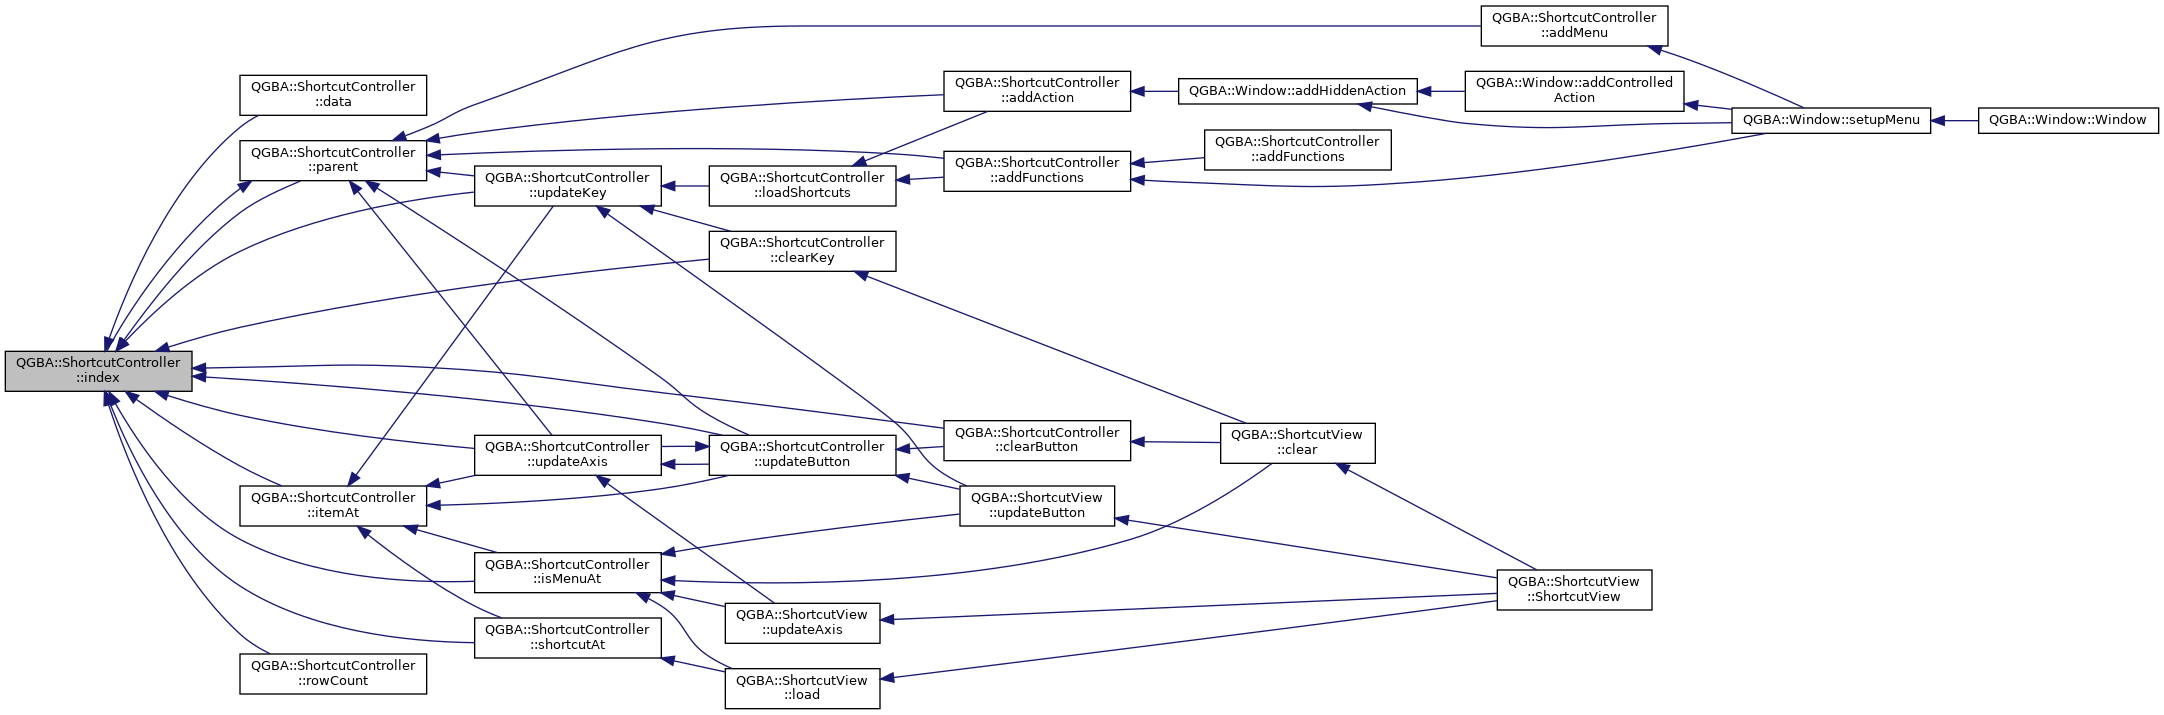 QGBA::ShortcutController
::index
QGBA::ShortcutController
::data
QGBA::ShortcutController
::parent
QGBA::ShortcutController
::itemAt
QGBA::ShortcutController
::rowCount
QGBA::ShortcutController
::updateKey
QGBA::ShortcutController
::updateAxis
QGBA::ShortcutController
::isMenuAt
QGBA::ShortcutController
::shortcutAt
QGBA::ShortcutController
::loadShortcuts
QGBA::ShortcutController
::clearKey
QGBA::ShortcutController
::updateButton
QGBA::ShortcutView
::updateAxis
QGBA::ShortcutView
::load
QGBA::ShortcutController
::addAction
QGBA::ShortcutController
::addFunctions
QGBA::ShortcutController
::clearButton
QGBA::ShortcutView
::updateButton
QGBA::Window::addHiddenAction
QGBA::ShortcutController
::addFunctions
QGBA::ShortcutView
::clear
QGBA::ShortcutController
::addMenu
QGBA::Window::addControlled
Action
QGBA::ShortcutView
::ShortcutView
QGBA::Window::setupMenu
QGBA::Window::Window